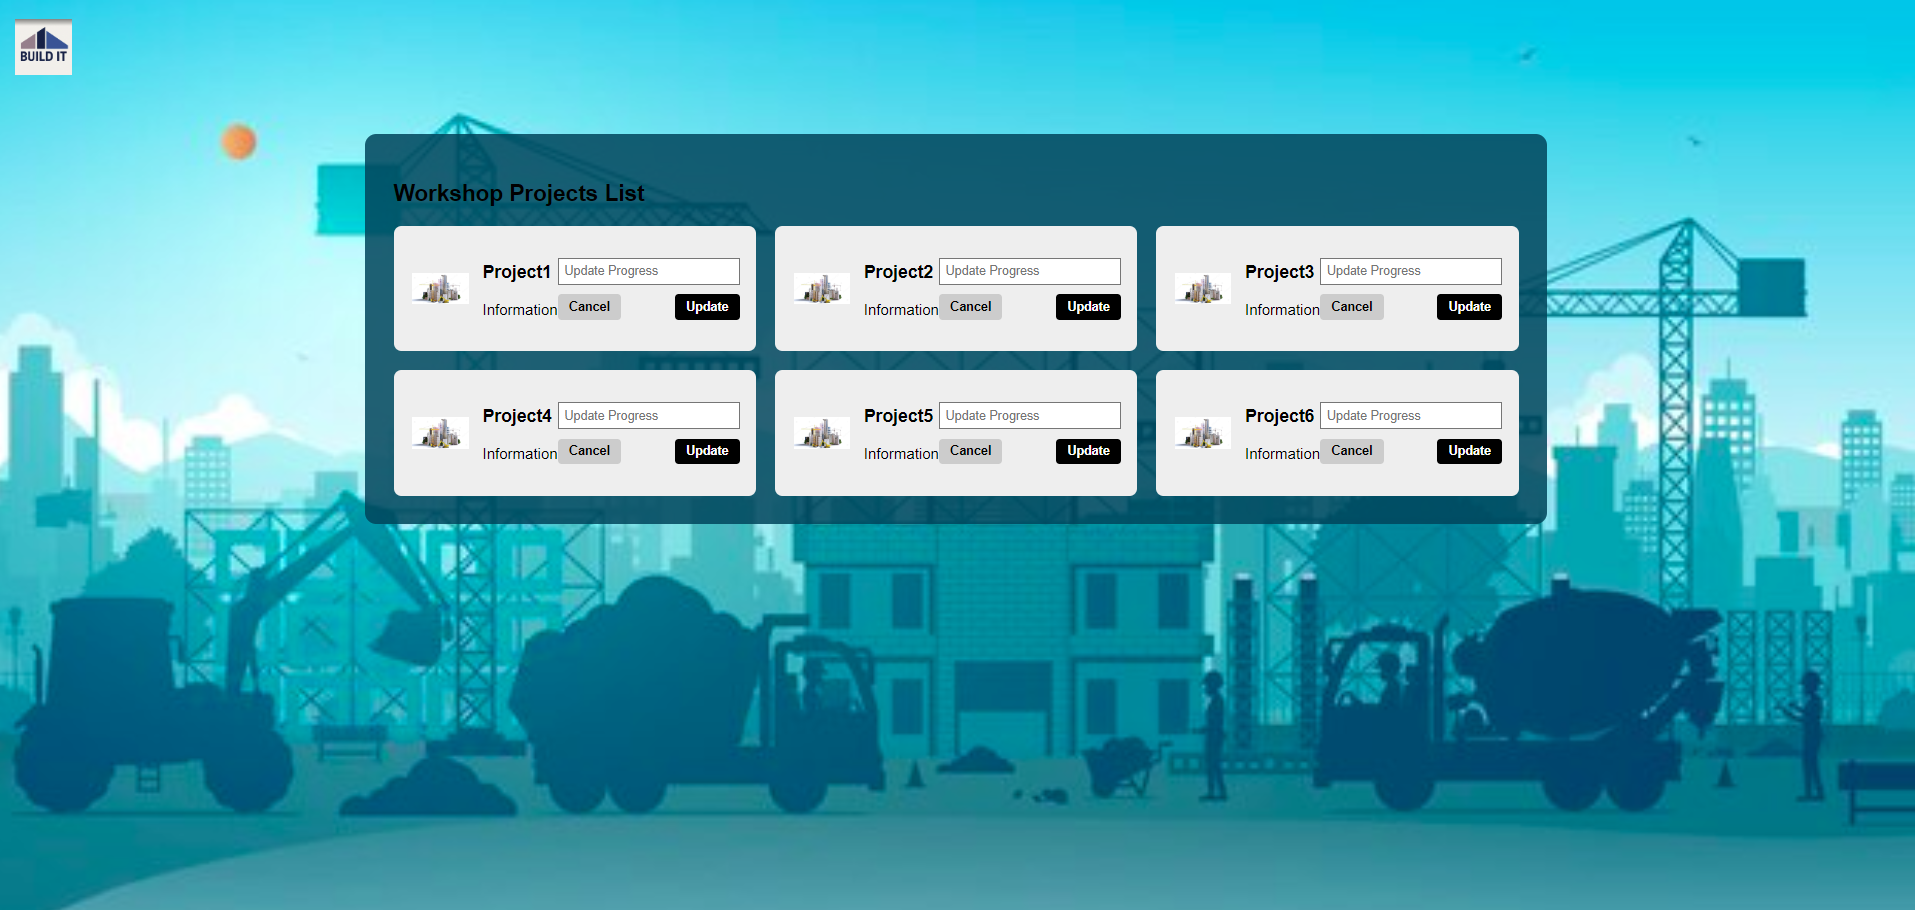 BUILD IT
Workshop Projects List
Project1 Update Progress
Information Cancel Update
Project2 Update Progress
Information Cancel Update
Project3 Update Progress
Information Cancel Update
Project4 Update Progress
Information Cancel Update
Project5 Update Progress
Information Cancel Update
Project6 Update Progress
Information Cancel Update